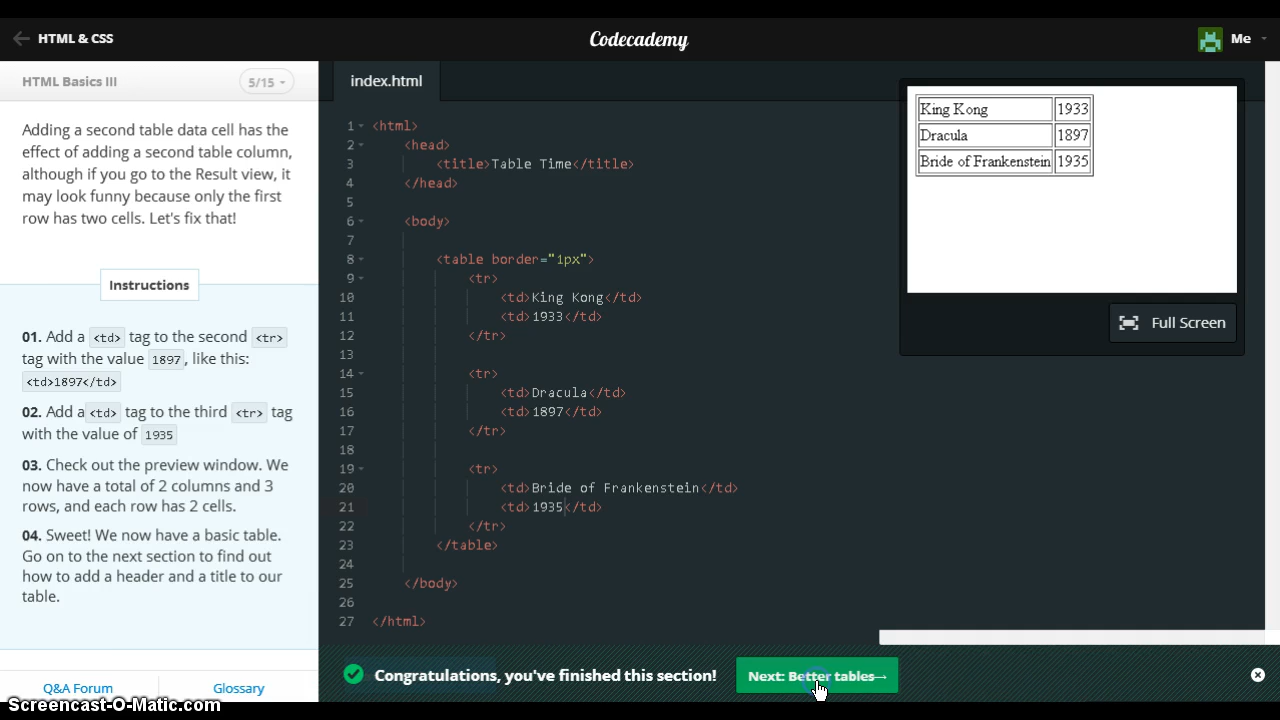 HTML & CSS
Codecademy
Me
HTML Basics III
5/15
index.html
Adding a second table data cell has the
effect of adding a second table column,
although if you go to the Result view, it
may look funny because only the first
row has two cells. Let's fix that!
Instructions
01. Add a <td> tag to the second <tr>
tag with the value 1897, like this:
<td>1897</td>
02. Add a <td> tag to the third <tr> tag
with the value of 1935
03. Check out the preview window. We
now have a total of 2 columns and 3
rows, and each row has 2 cells.
04. Sweet! We now have a basic table.
Go on to the next section to find out
how to add a header and a title to our
table.
Q&A Forum
Glossary
1 <html>
2 <head>
3 <title>Table Time</title>
4 </head>
5
6 <body>
7
8 <table border="1px">
9 <tr>
10 <td>King Kong</td>
11 <td>1933</td>
12 </tr>
13
14 <tr>
15 <td>Dracula</td>
16 <td>1897</td>
17 </tr>
18
19 <tr>
20 <td>Bride of Frankenstein</td>
21 <td>1935</td>
22 </tr>
23 </table>
24
25 </body>
26
27 </html>
King Kong 1933
Dracula 1897
Bride of Frankenstein 1935
Full Screen
Congratulations, you've finished this section!
Next: Better tables→
Screencast-O-Matic.com